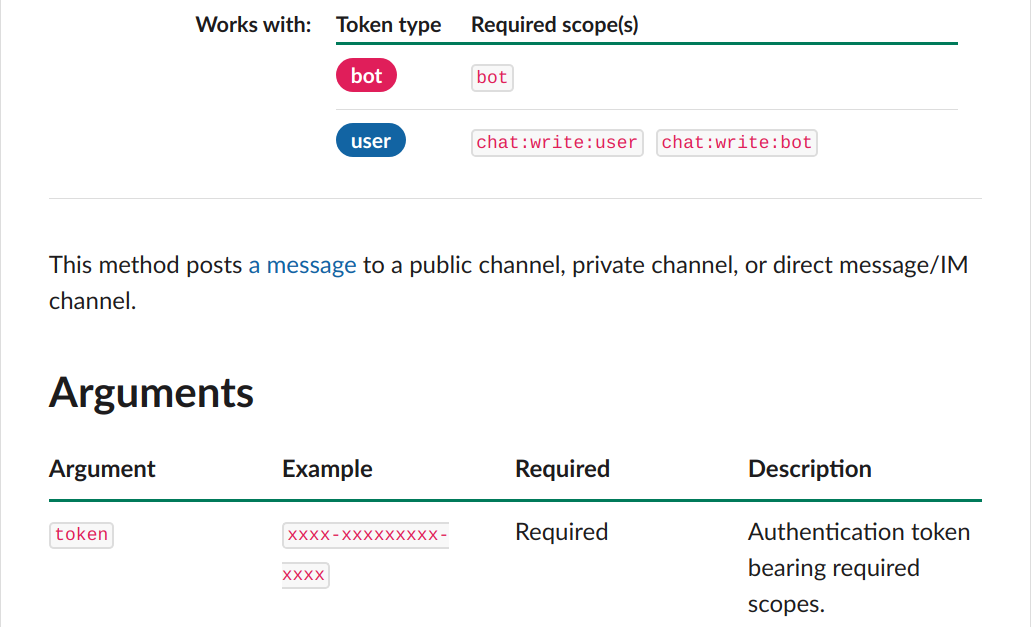 Works with: Token type Required scope(s)
bot bot
user chat:write:user chat:write:bot
This method posts a message to a public channel, private channel, or direct message/IM
channel.
Arguments
Argument Example Required Description
token xxxx-xxxxxxxxx- Required Authentication token
xxxx bearing required
scopes.